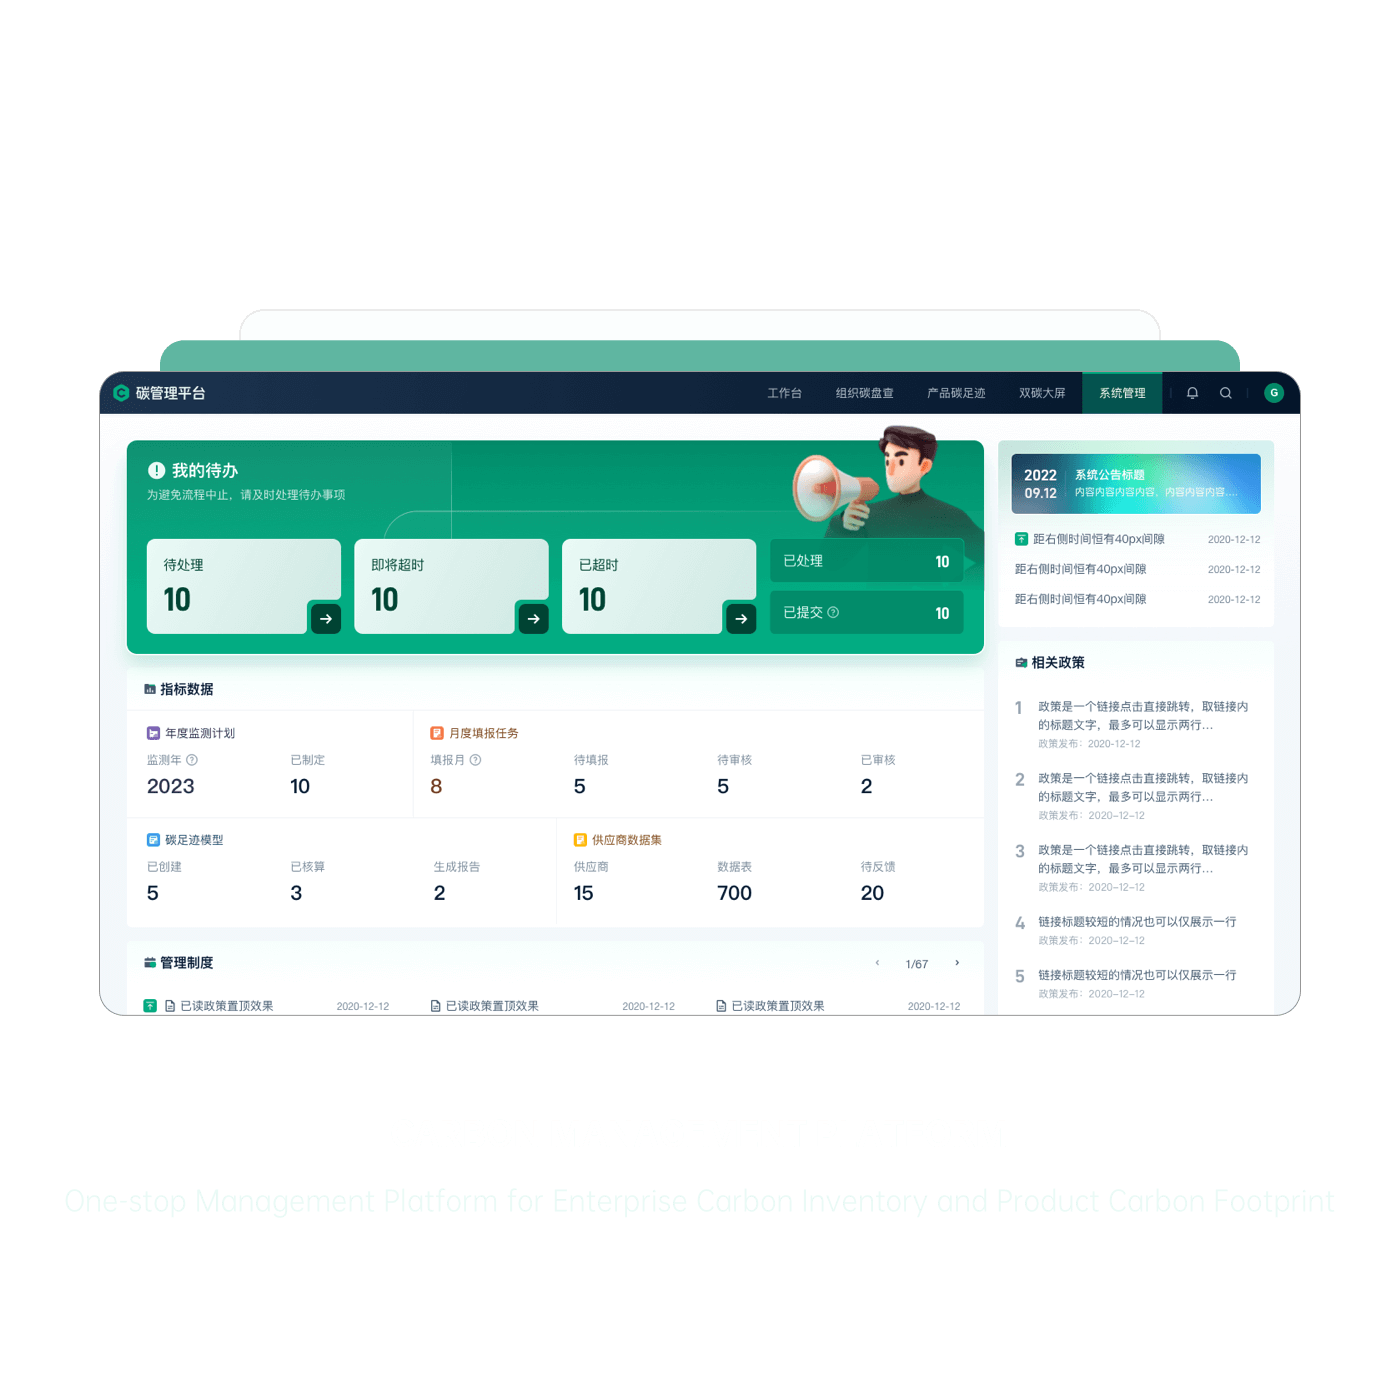 碳管理平台
工作台
组织碳盘查
产品碳足迹
双碳大屏
系统管理
G
我的待办
为避免流程中止，请及时处理待办事项
待处理
10
即将超时
10
已超时
10
已处理
10
已提交
10
指标数据
年度监测计划
监测年
2023
已制定
10
月度填报任务
填报月
8
待填报
5
待审核
5
已审核
2
碳足迹模型
已创建
5
已核算
3
生成报告
2
供应商数据集
供应商
15
数据表
700
待反馈
20
管理制度
1/67
已读政策置顶效果
2020-12-12
已读政策置顶效果
2020-12-12
已读政策置顶效果
2020-12-12
2022
09.12
系统公告标题
内容内容内容内容，内容内容内容....
距右侧时间恒有40px间隙
2020-12-12
距右侧时间恒有40px间隙
2020-12-12
距右侧时间恒有40px间隙
2020-12-12
相关政策
1
政策是一个链接点击直接跳转，取链接内
的标题文字，最多可以显示两行...
政策发布：2020-12-12
2
政策是一个链接点击直接跳转，取链接内
的标题文字，最多可以显示两行...
政策发布：2020-12-12
3
政策是一个链接点击直接跳转，取链接内
的标题文字，最多可以显示两行...
政策发布：2020-12-12
4
链接标题较短的情况也可以仅展示一行
政策发布：2020-12-12
5
链接标题较短的情况也可以仅展示一行
政策发布：2020-12-12
One-stop Management Platform for Enterprise Carbon Inventory and Product Carbon Footprint